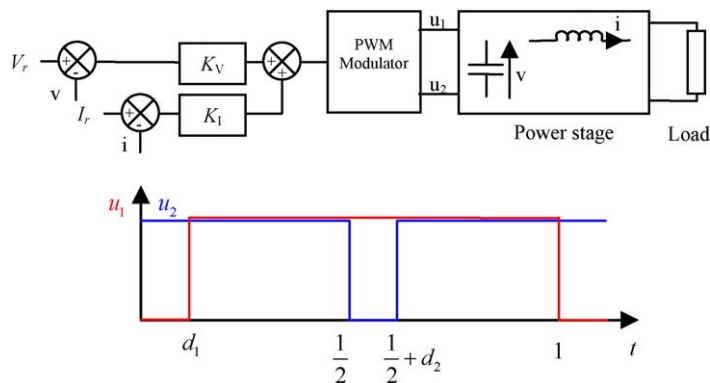 V_r
+
-
v
K_V
+
+
I_r
+
-
i
K_I
PWM
Modulator
u_1
u_2
v
i
Power stage
Load
u_1
u_2
d_1
1/2
1/2 + d_2
1
t